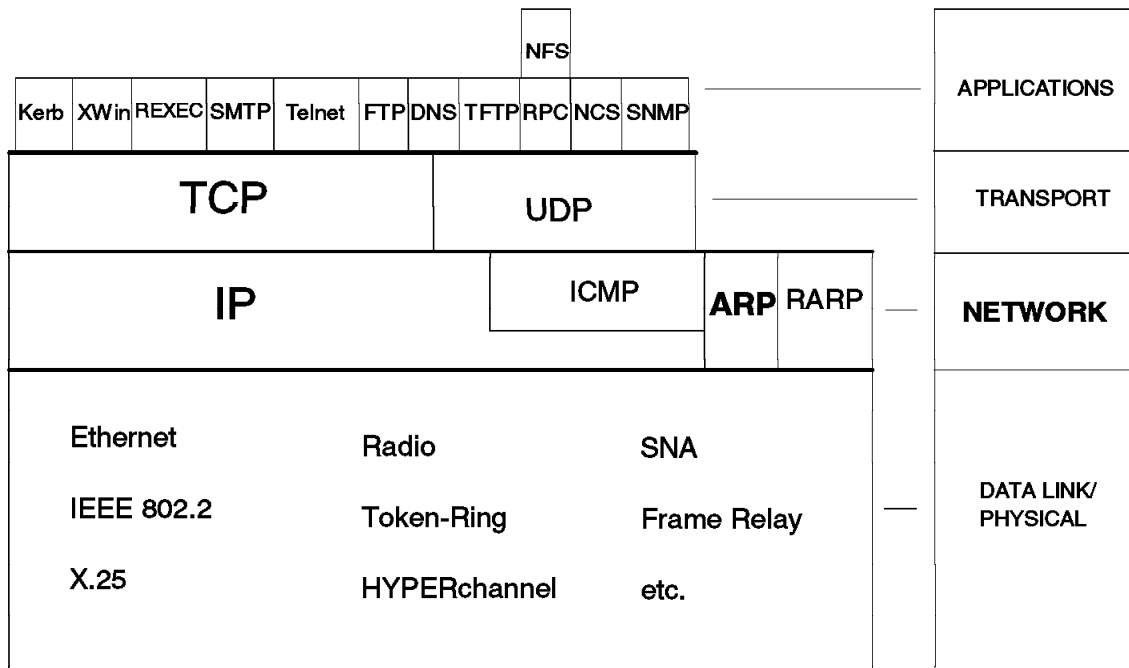 NFS
APPLICATIONS
Kerb XWin REXEC SMTP Telnet FTP DNS TFTP RPC NCS SNMP
TCP UDP TRANSPORT
IP ICMP ARP RARP NETWORK
Ethernet Radio SNA
IEEE 802.2 Token-Ring Frame Relay
DATA LINK/
PHYSICAL
X.25 HYPERchannel etc.